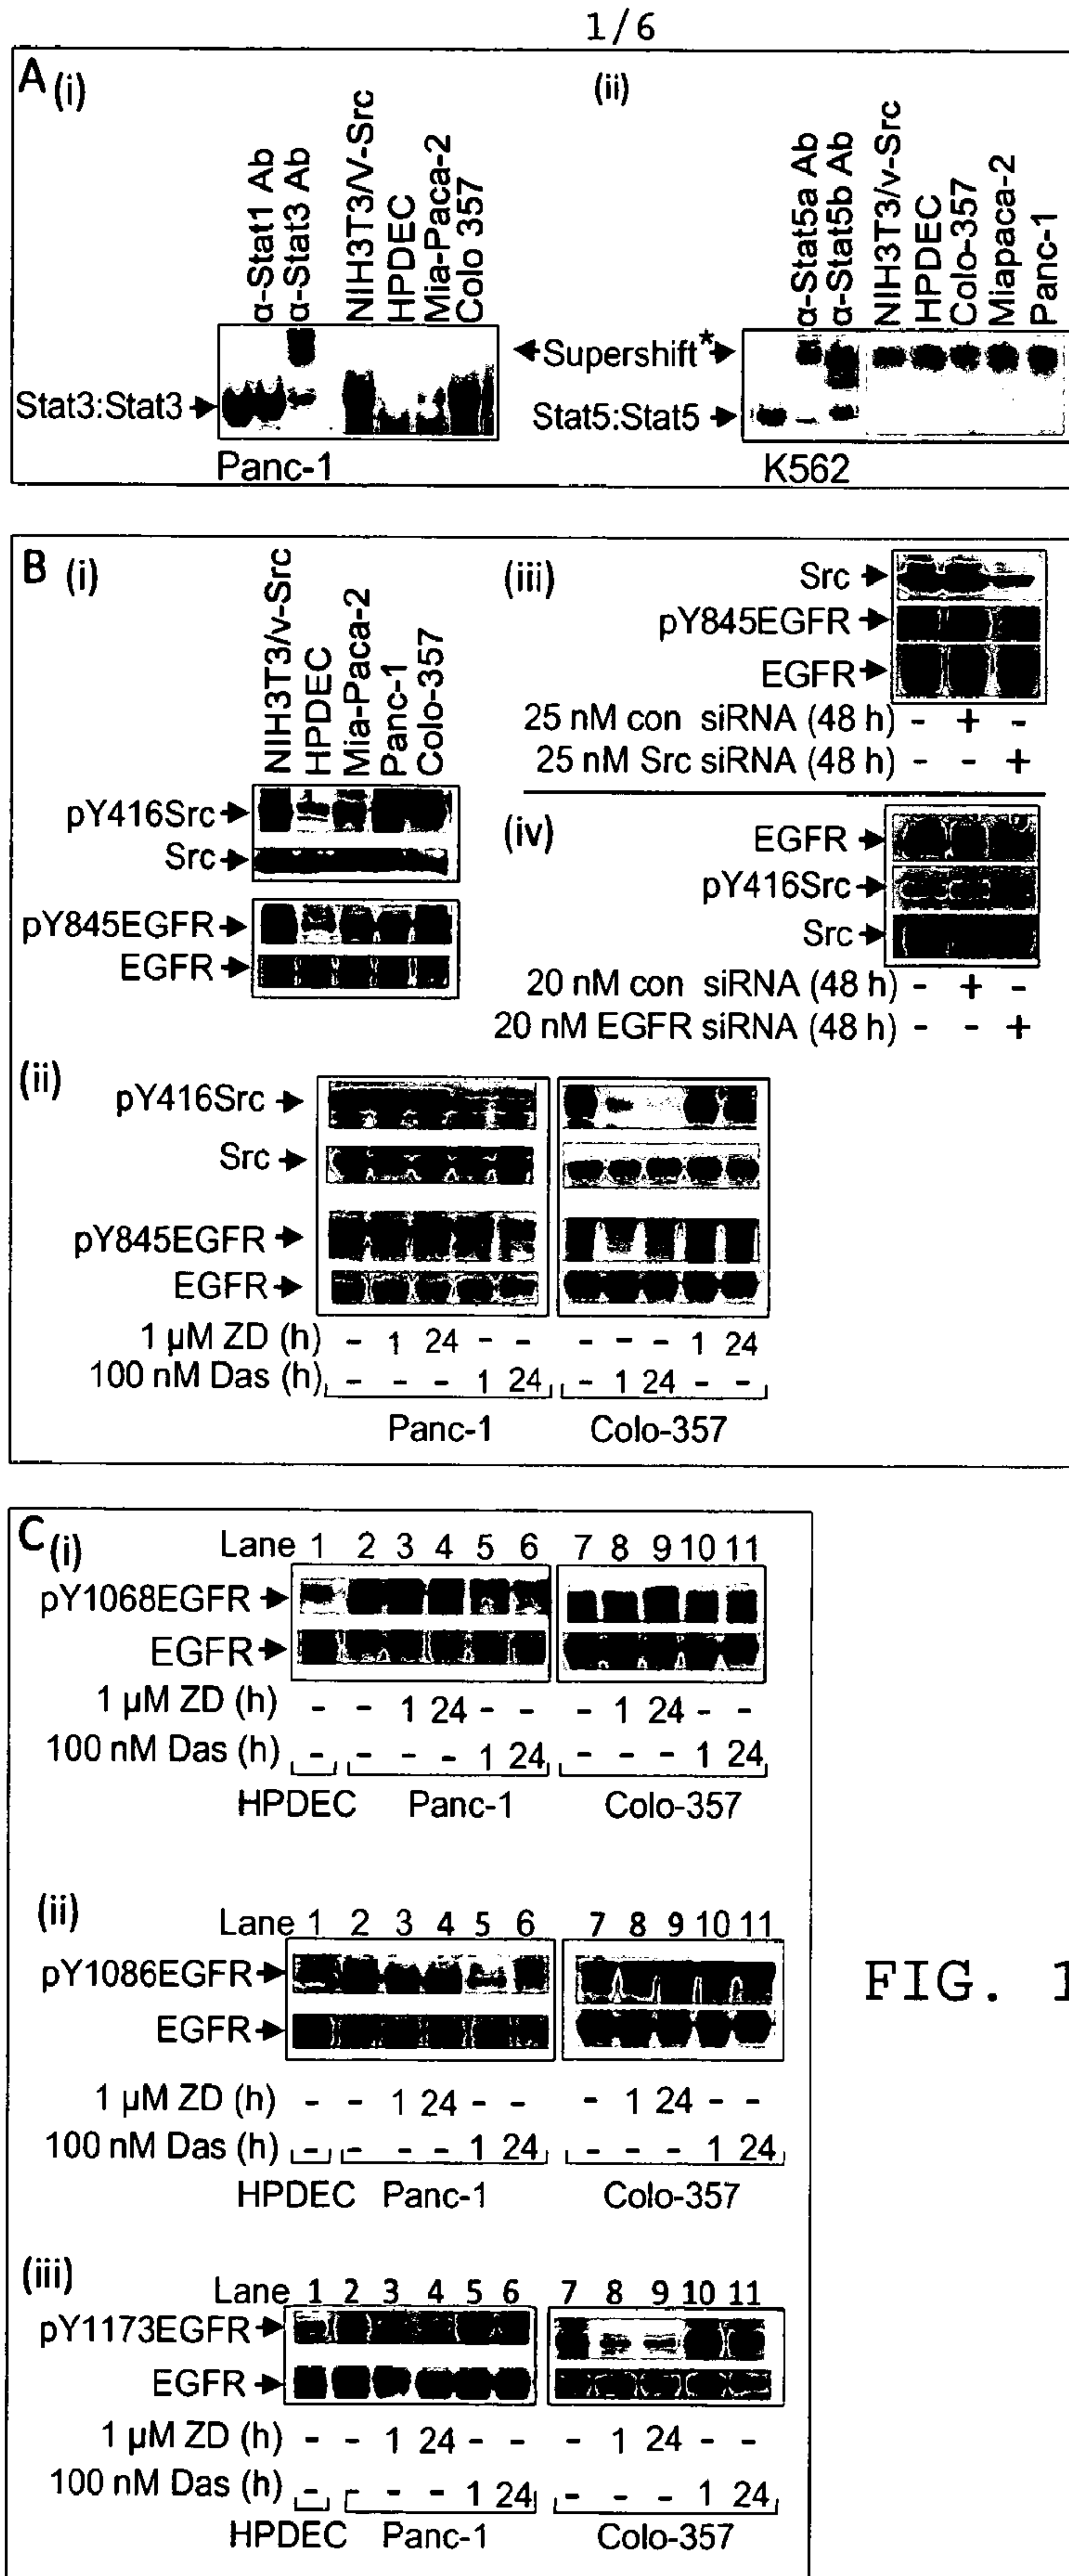 1/6
A (i)
α-Stat1 Ab
α-Stat3 Ab
NIH3T3/V-Src
HPDEC
Mia-Paca-2
Colo 357
Stat3:Stat3
Panc-1
(ii)
α-Stat5a Ab
α-Stat5b Ab
NIH3T3/v-Src
HPDEC
Colo-357
Miapaca-2
Panc-1
Supershift*
Stat5:Stat5
K562
B (i)
NIH3T3/v-Src
HPDEC
Mia-Paca-2
Panc-1
Colo-357
pY416Src
Src
pY845EGFR
EGFR
(iii)
Src
pY845EGFR
EGFR
25 nM con siRNA (48 h) - + -
25 nM Src siRNA (48 h) - - +
(iv)
EGFR
pY416Src
Src
20 nM con siRNA (48 h) - + -
20 nM EGFR siRNA (48 h) - - +
(ii)
pY416Src
Src
pY845EGFR
EGFR
1 µM ZD (h) - 1 24 - - - - - 1 24
100 nM Das (h) - - - 1 24 - 1 24 - -
Panc-1 Colo-357
C (i)
Lane 1 2 3 4 5 6 7 8 9 10 11
pY1068EGFR
EGFR
1 µM ZD (h) - - 1 24 - - - 1 24 - -
100 nM Das (h) - - - - 1 24 - - - 1 24
HPDEC Panc-1 Colo-357
(ii)
Lane 1 2 3 4 5 6 7 8 9 10 11
pY1086EGFR
EGFR
1 µM ZD (h) - - 1 24 - - - 1 24 - -
100 nM Das (h) - - - - 1 24 - - - 1 24
HPDEC Panc-1 Colo-357
FIG. 1
(iii)
Lane 1 2 3 4 5 6 7 8 9 10 11
pY1173EGFR
EGFR
1 µM ZD (h) - - 1 24 - - - 1 24 - -
100 nM Das (h) - - - - 1 24 - - - 1 24
HPDEC Panc-1 Colo-357